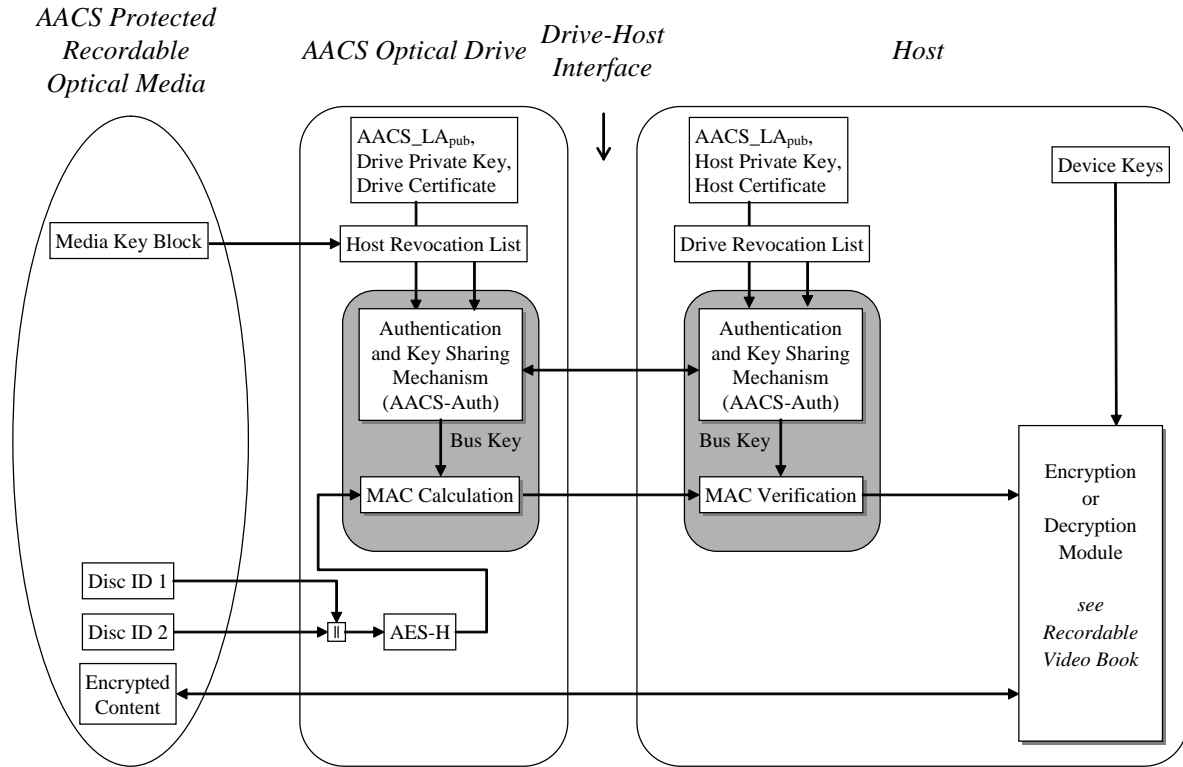 AACS Protected
Recordable
Optical Media
AACS Optical Drive
Drive-Host
Interface
Host
AACS_LApub,
Drive Private Key,
Drive Certificate
AACS_LApub,
Host Private Key,
Host Certificate
Device Keys
Media Key Block
Host Revocation List
Drive Revocation List
Authentication
and Key Sharing
Mechanism
(AACS-Auth)
Authentication
and Key Sharing
Mechanism
(AACS-Auth)
Bus Key
Bus Key
MAC Calculation
MAC Verification
Encryption
or
Decryption
Module
see
Recordable
Video Book
Disc ID 1
Disc ID 2
||
AES-H
Encrypted
Content